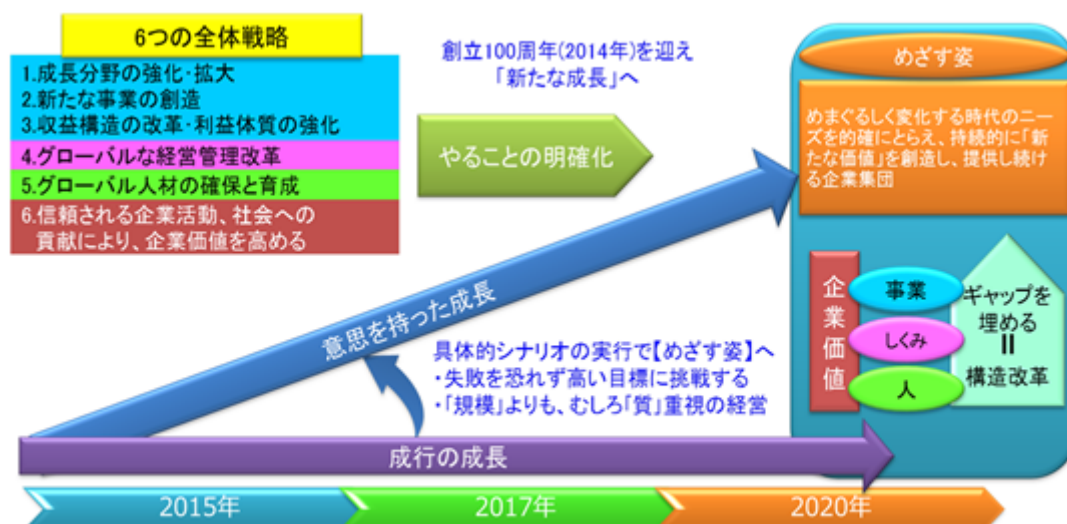 6つの全体戦略
1.成長分野の強化・拡大
2.新たな事業の創造
3.収益構造の改革・利益体質の強化
4.グローバルな経営管理改革
5.グローバル人材の確保と育成
6.信頼される企業活動、社会への
貢献により、企業価値を高める
創立100周年(2014年)を迎え
「新たな成長」へ
やることの明確化
めざす姿
めまぐるしく変化する時代のニー
ズを的確にとらえ、持続的に「新
たな価値」を創造し、提供し続け
る企業集団
企業価値
事業
しくみ
人
ギャップを
埋める
=
構造改革
意思を持った成長
具体的シナリオの実行で【めざす姿】へ
・失敗を恐れず高い目標に挑戦する
・「規模」よりも、むしろ「質」重視の経営
成行の成長
2015年
2017年
2020年